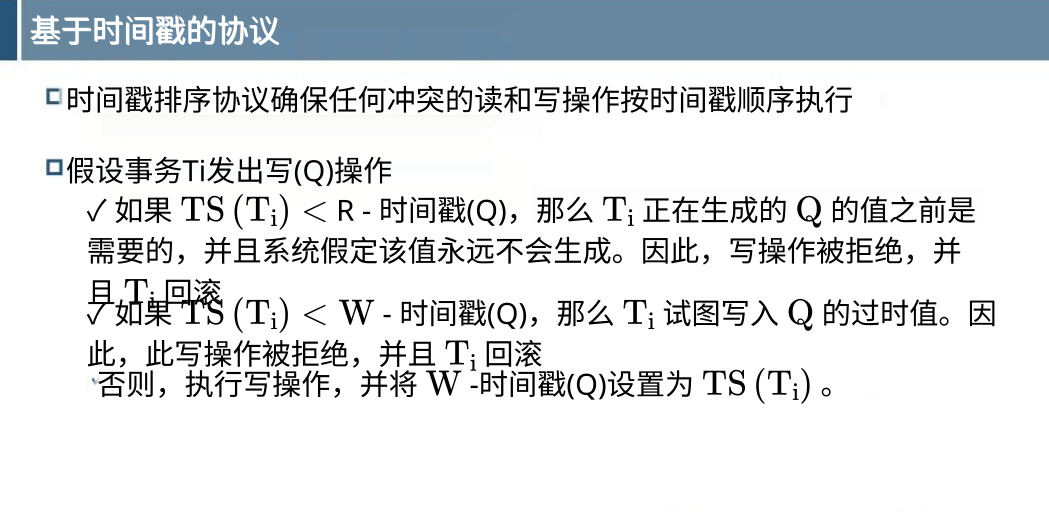 基于时间戳的协议
时间戳排序协议确保任何冲突的读和写操作按时间戳顺序执行
假设事务Ti发出写(Q)操作
✓ 如果 TS (Tᵢ) < R - 时间戳(Q)，那么 Tᵢ 正在生成的 Q 的值之前是
需要的，并且系统假定该值永远不会生成。因此，写操作被拒绝，并
且 Tᵢ 回滚
✓ 如果 TS (Tᵢ) < W - 时间戳(Q)，那么 Tᵢ 试图写入 Q 的过时值。因
此，此写操作被拒绝，并且 Tᵢ 回滚
否则，执行写操作，并将 W -时间戳(Q)设置为 TS (Tᵢ) 。